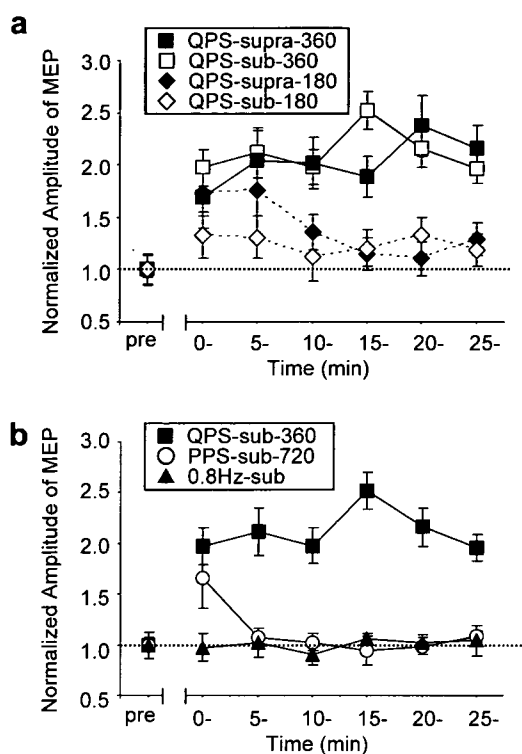 a
QPS-supra-360
QPS-sub-360
QPS-supra-180
QPS-sub-180
Normalized Amplitude of MEP
3.0
2.5
2.0
1.5
1.0
0.5
pre
0- 5- 10- 15- 20- 25-
Time (min)
b
QPS-sub-360
PPS-sub-720
0.8Hz-sub
Normalized Amplitude of MEP
3.0
2.5
2.0
1.5
1.0
0.5
pre
0- 5- 10- 15- 20- 25-
Time (min)